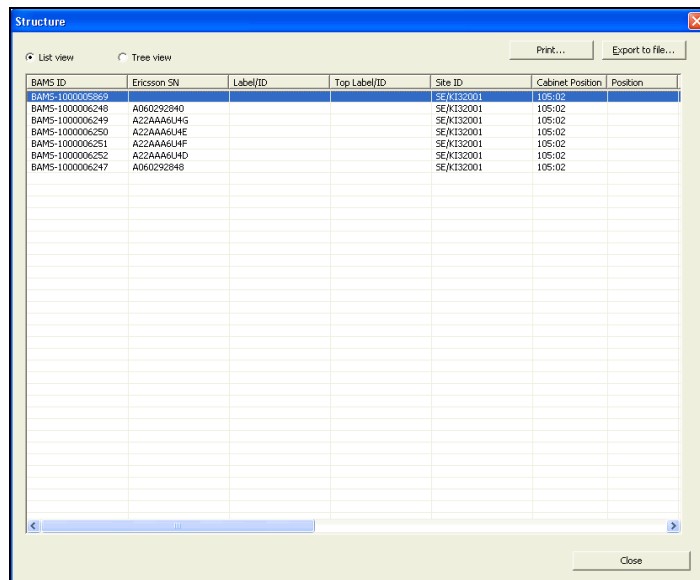 Structure
List view Tree view Print... Export to file...
BAMS ID Ericsson SN Label/ID Top Label/ID Site ID Cabinet Position Position
BAMS-1000005869 SE/KI32001 105:02
BAMS-1000006248 A060292840 SE/KI32001 105:02
BAMS-1000006249 A22AAA6U4G SE/KI32001 105:02
BAMS-1000006250 A22AAA6U4E SE/KI32001 105:02
BAMS-1000006251 A22AAA6U4F SE/KI32001 105:02
BAMS-1000006252 A22AAA6U4D SE/KI32001 105:02
BAMS-1000006247 A060292848 SE/KI32001 105:02
Close